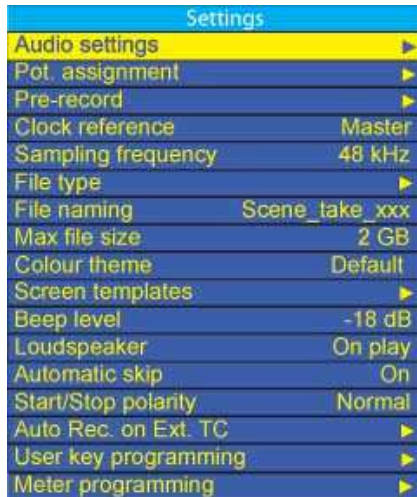 Settings
Audio settings
Pot. assignment
Pre-record
Clock reference Master
Sampling frequency 48 kHz
File type
File naming Scene_take_xxx
Max file size 2 GB
Colour theme Default
Screen templates
Beep level -18 dB
Loudspeaker On play
Automatic skip On
Start/Stop polarity Normal
Auto Rec. on Ext. TC
User key programming
Meter programming